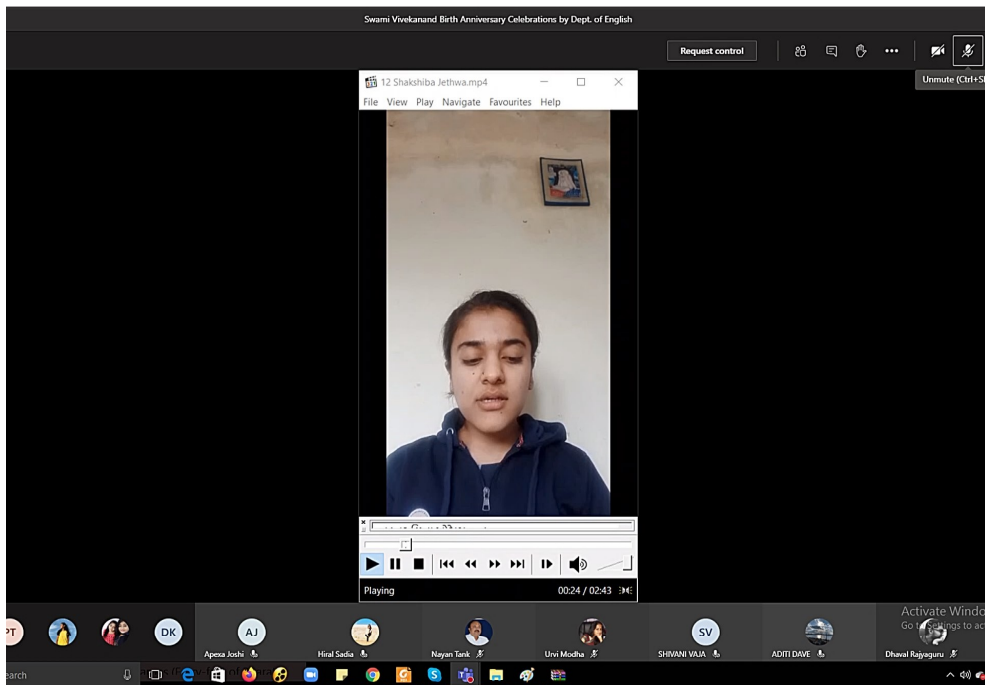 Swami Vivekanand Birth Anniversary Celebrations by Dept. of English
Request control
Unmute (Ctrl+S
12 Shakshiba Jethwa.mp4
File View Play Navigate Favourites Help
Playing 00:24 / 02:43
PT DK AJ SV
Apexa Joshi Hiral Sadia Nayan Tank Urvi Modha SHIVANI VAJA ADITI DAVE Dhaval Rajyaguru
Activate Windo
Go to Settings to act
earch